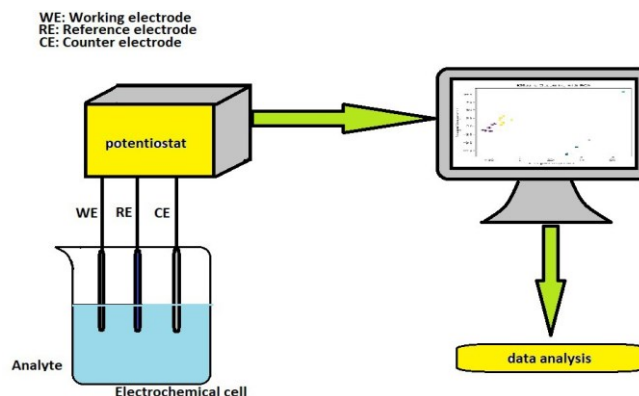 WE: Working electrode
RE: Reference electrode
CE: Counter electrode
potentiostat
WE
RE
CE
Analyte
Electrochemical cell
data analysis